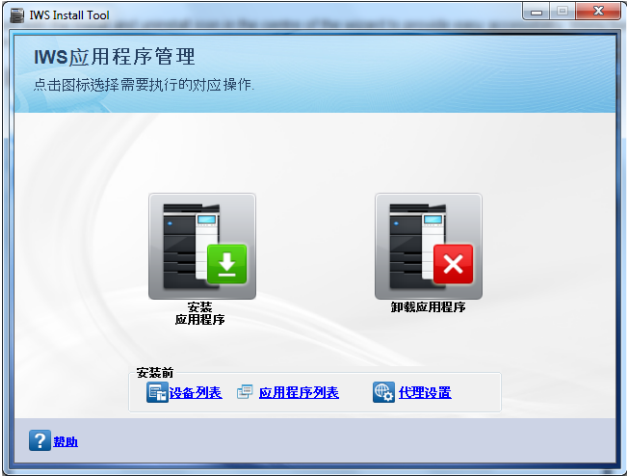 IWS Install Tool
IWS应用程序管理
点击图标选择需要执行的对应操作.
安装
应用程序
卸载应用程序
安装前
设备列表 应用程序列表 代理设置
? 帮助